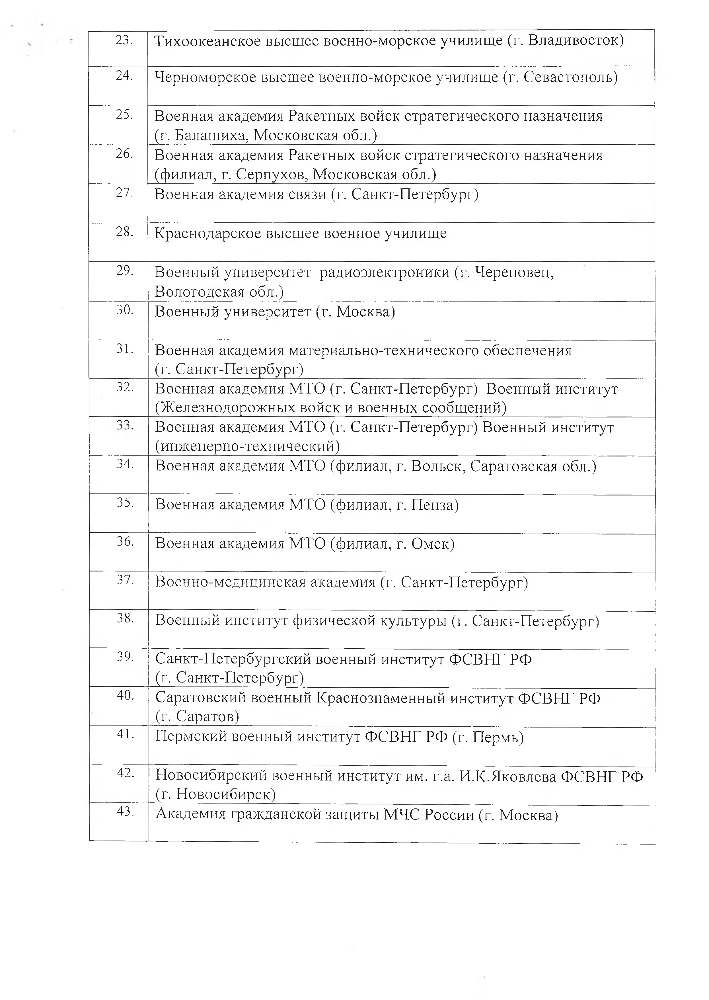 23. Тихоокеанское высшее военно-морское училище (г. Владивосток)
24. Черноморское высшее военно-морское училище (г. Севастополь)
25. Военная академия Ракетных войск стратегического назначения
(г. Балашиха, Московская обл.)
26. Военная академия Ракетных войск стратегического назначения
(филиал, г. Серпухов, Московская обл.)
27. Военная академия связи (г. Санкт-Петербург)
28. Краснодарское высшее военное училище
29. Военный университет радиоэлектроники (г. Череповец,
Вологодская обл.)
30. Военный университет (г. Москва)
31. Военная академия материально-технического обеспечения
(г. Санкт-Петербург)
32. Военная академия МТО (г. Санкт-Петербург) Военный институт
(Железнодорожных войск и военных сообщений)
33. Военная академия МТО (г. Санкт-Петербург) Военный институт
(инженерно-технический)
34. Военная академия МТО (филиал, г. Вольск, Саратовская обл.)
35. Военная академия МТО (филиал, г. Пенза)
36. Военная академия МТО (филиал, г. Омск)
37. Военно-медицинская академия (г. Санкт-Петербург)
38. Военный институт физической культуры (г. Санкт-Петербург)
39. Санкт-Петербургский военный институт ФСВНГ РФ
(г. Санкт-Петербург)
40. Саратовский военный Краснознаменный институт ФСВНГ РФ
(г. Саратов)
41. Пермский военный институт ФСВНГ РФ (г. Пермь)
42. Новосибирский военный институт им. г.а. И.К.Яковлева ФСВНГ РФ
(г. Новосибирск)
43. Академия гражданской защиты МЧС России (г. Москва)